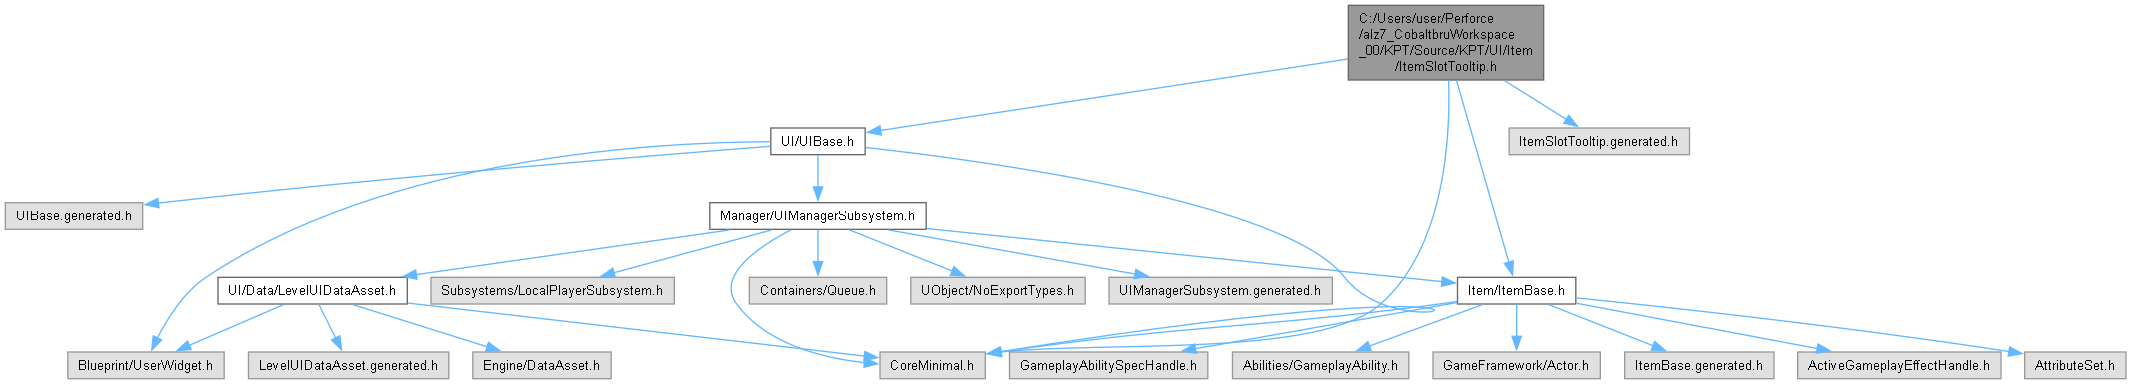 C:/Users/user/Perforce
/alz7_CobaltbruWorkspace
_00/KPT/Source/KPT/UI/Item
/ItemSlotTooltip.h
UI/UIBase.h
ItemSlotTooltip.generated.h
UIBase.generated.h
Manager/UIManagerSubsystem.h
UI/Data/LevelUIDataAsset.h
Subsystems/LocalPlayerSubsystem.h
Containers/Queue.h
UObject/NoExportTypes.h
UIManagerSubsystem.generated.h
Item/ItemBase.h
Blueprint/UserWidget.h
LevelUIDataAsset.generated.h
Engine/DataAsset.h
CoreMinimal.h
GameplayAbilitySpecHandle.h
Abilities/GameplayAbility.h
GameFramework/Actor.h
ItemBase.generated.h
ActiveGameplayEffectHandle.h
AttributeSet.h